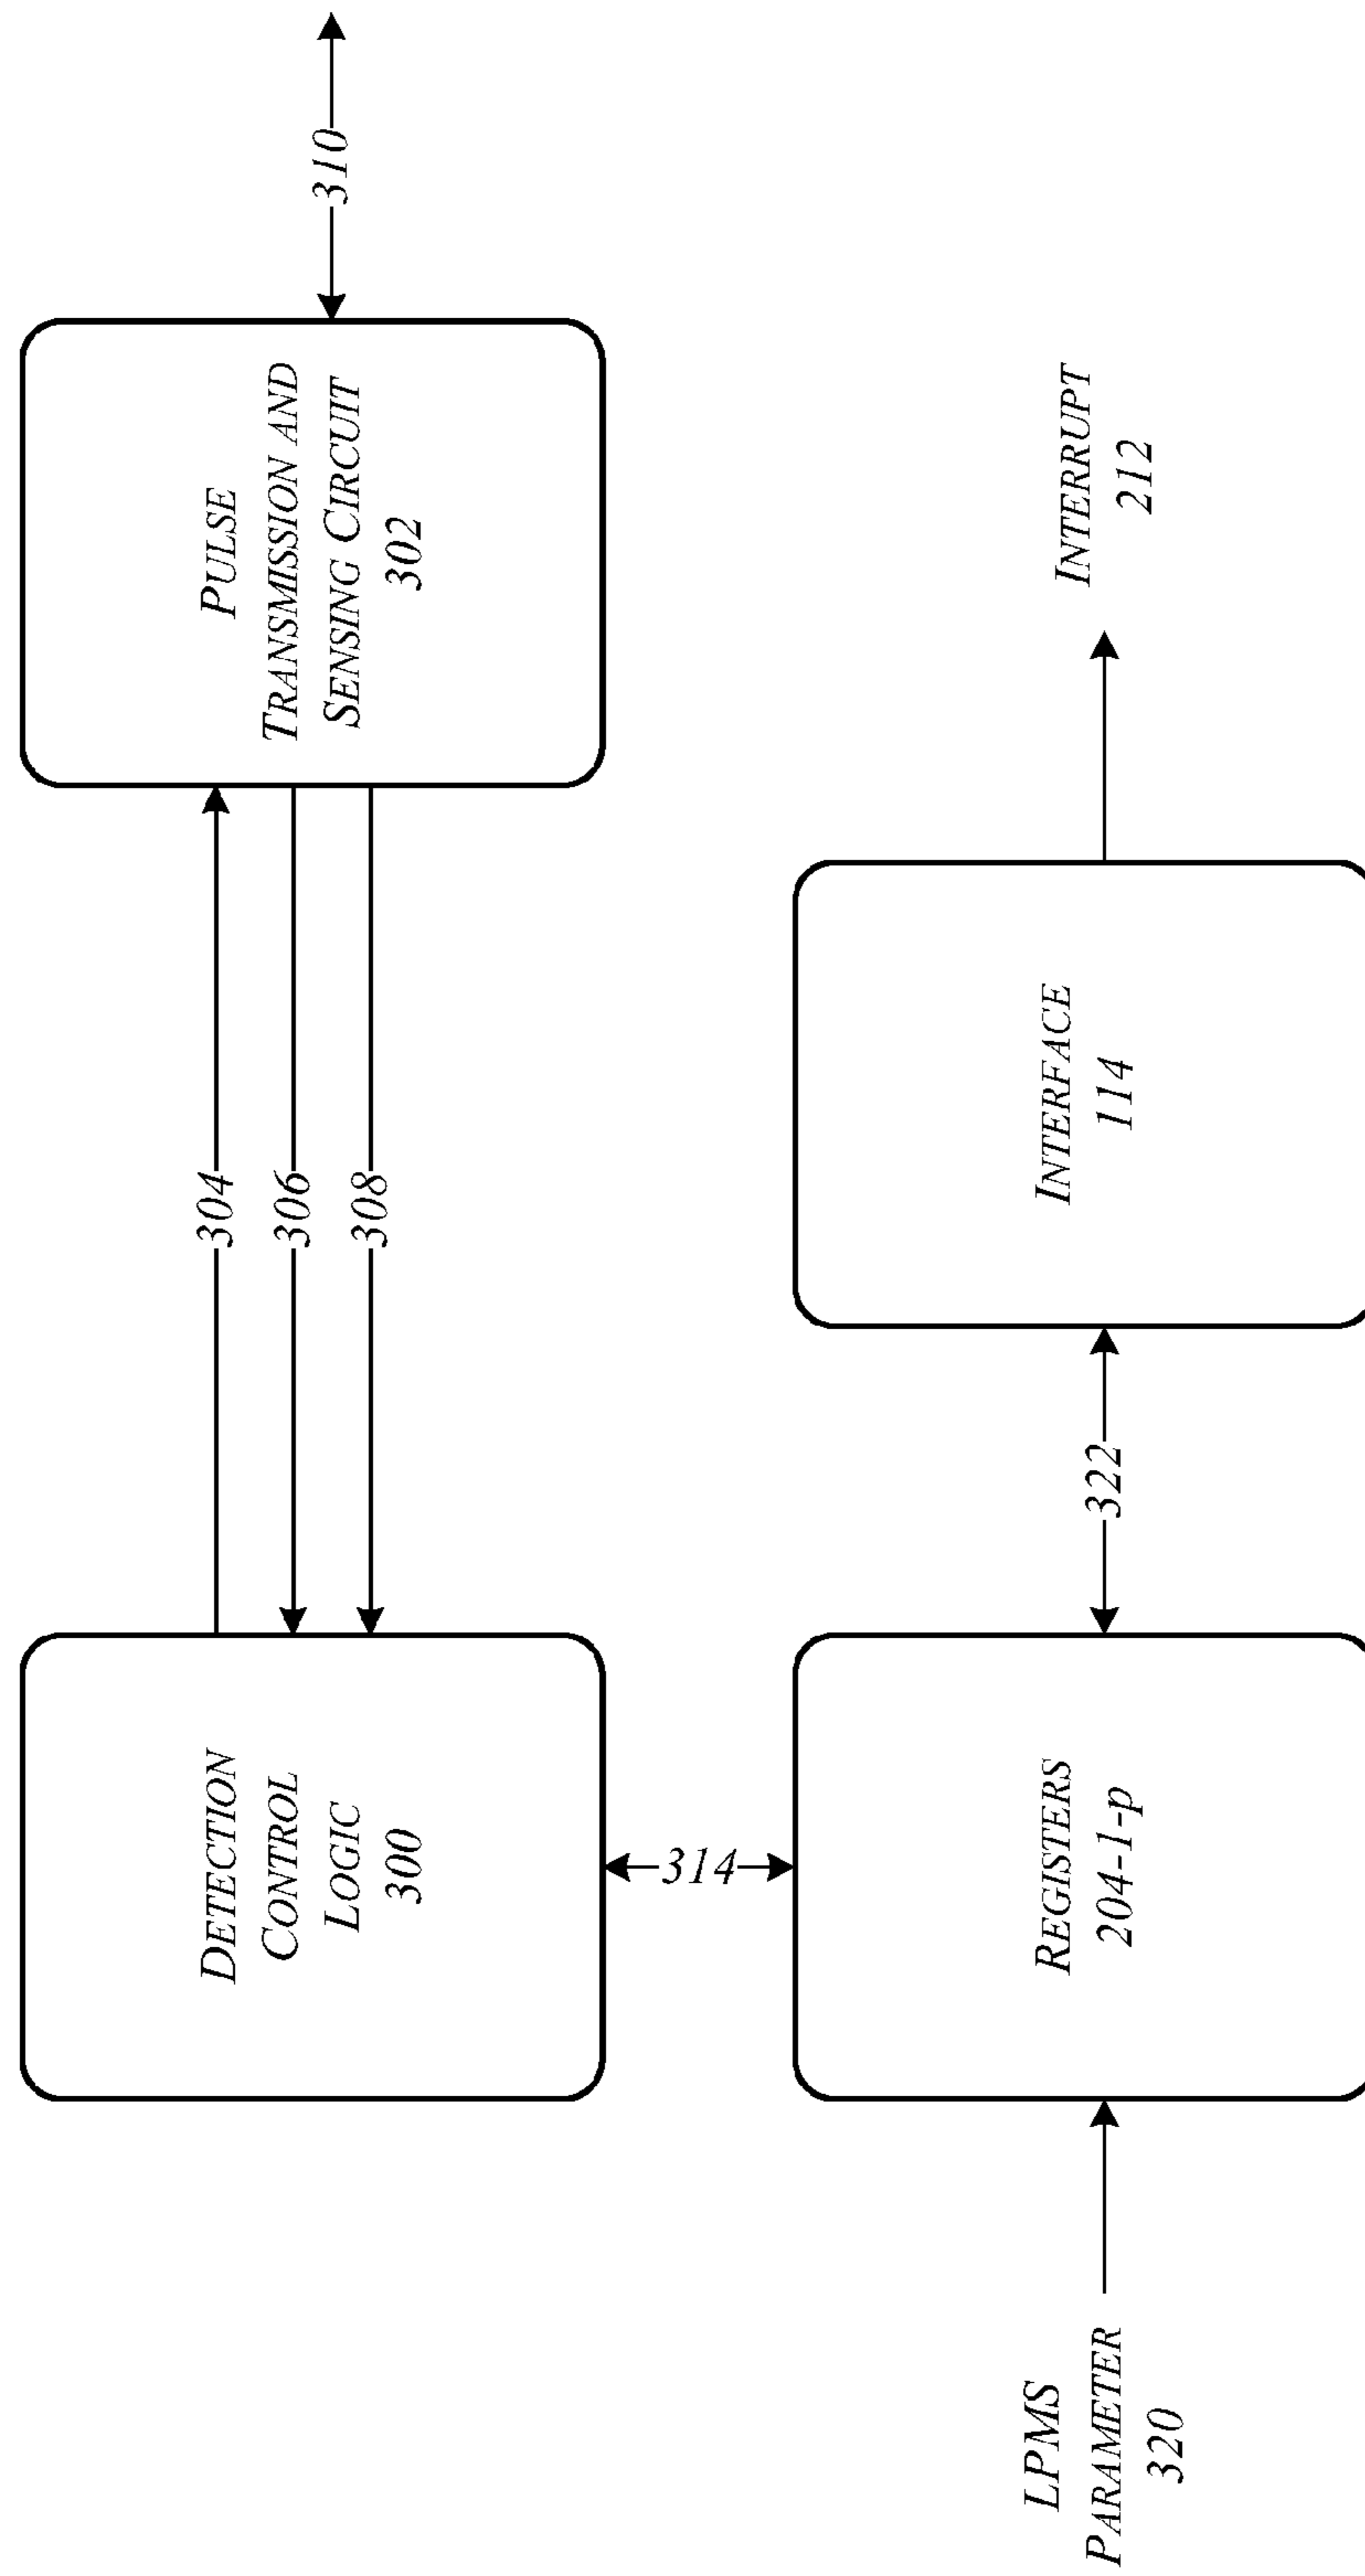 DETECTION
CONTROL
LOGIC
300
304
306
308
PULSE
TRANSMISSION AND
SENSING CIRCUIT
302
310
314
LPMS
PARAMETER
320
REGISTERS
204-1-p
322
INTERFACE
114
INTERRUPT
212